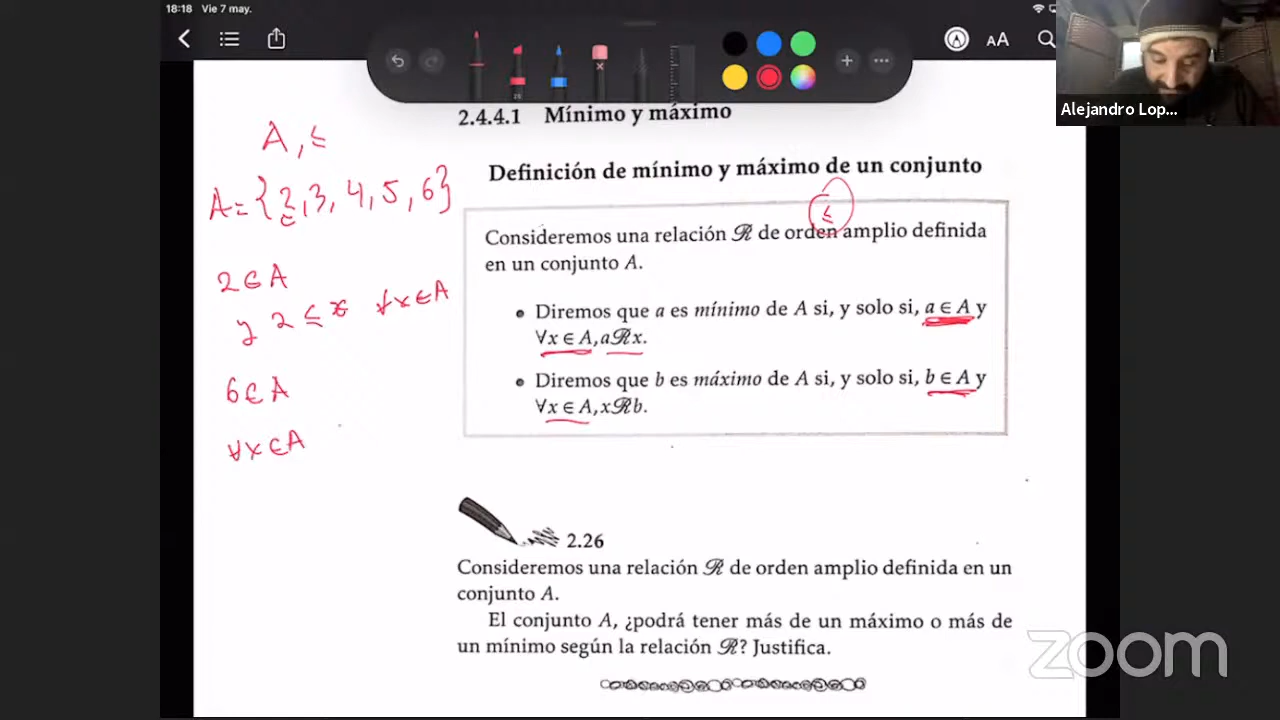 18:18 Vie 7 may.
AA
Alejandro Lop...
2.4.4.1 Mínimo y máximo
Definición de mínimo y máximo de un conjunto
≤
Consideremos una relación ℛ de orden amplio definida
en un conjunto A.
• Diremos que a es mínimo de A si, y solo si, a ∈ A y
∀x ∈ A, aℛx.
• Diremos que b es máximo de A si, y solo si, b ∈ A y
∀x ∈ A, xℛb.
A, ≤
A = {2, 3, 4, 5, 6}
2 ∈ A
y 2 ≤ x ∀x ∈ A
6 ∈ A
∀x ∈ A
2.26
Consideremos una relación ℛ de orden amplio definida en un
conjunto A.
El conjunto A, ¿podrá tener más de un máximo o más de
un mínimo según la relación ℛ? Justifica.
zoom